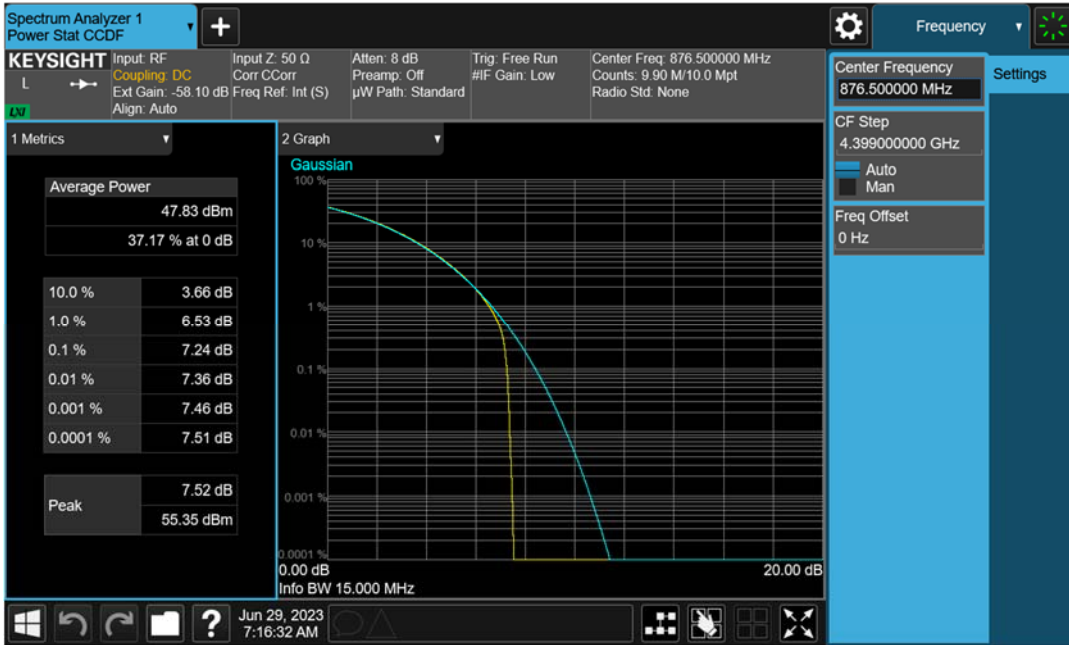 Spectrum Analyzer 1
Power Stat CCDF
Frequency
KEYSIGHT
L
LXI
Input: RF
Coupling: DC
Ext Gain: -58.10 dB
Align: Auto
Input Z: 50 Ω
Corr CCorr
Freq Ref: Int (S)
Atten: 8 dB
Preamp: Off
µW Path: Standard
Trig: Free Run
#IF Gain: Low
Center Freq: 876.500000 MHz
Counts: 9.90 M/10.0 Mpt
Radio Std: None
Center Frequency
876.500000 MHz
Settings
CF Step
4.399000000 GHz
Auto
Man
Freq Offset
0 Hz
1 Metrics
Average Power
47.83 dBm
37.17 % at 0 dB
10.0 % 3.66 dB
1.0 % 6.53 dB
0.1 % 7.24 dB
0.01 % 7.36 dB
0.001 % 7.46 dB
0.0001 % 7.51 dB
Peak
7.52 dB
55.35 dBm
2 Graph
Gaussian
100 %
10 %
1 %
0.1 %
0.01 %
0.001 %
0.0001 %
0.00 dB
20.00 dB
Info BW 15.000 MHz
?
Jun 29, 2023
7:16:32 AM